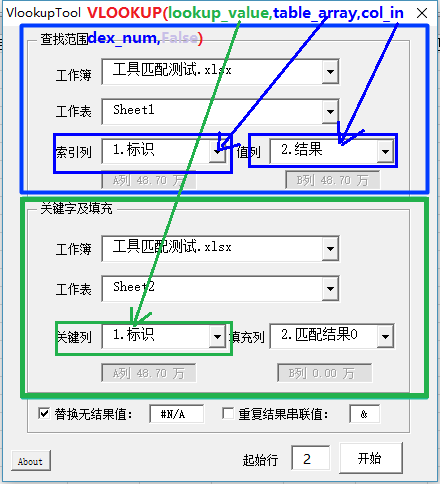 VlookupTool VLOOKUP(lookup_value,table_array,col_in
dex_num,False)
查找范围
工作簿 工具匹配测试.xlsx
工作表 Sheet1
索引列 1.标识 值列 2.结果
A列 48.70 万 B列 48.70 万
关键字及填充
工作簿 工具匹配测试.xlsx
工作表 Sheet2
关键列 1.标识 填充列 2.匹配结果0
A列 48.70 万 B列 0.00 万
替换无结果值: #N/A 重复结果串联值: &
About 起始行 2 开始